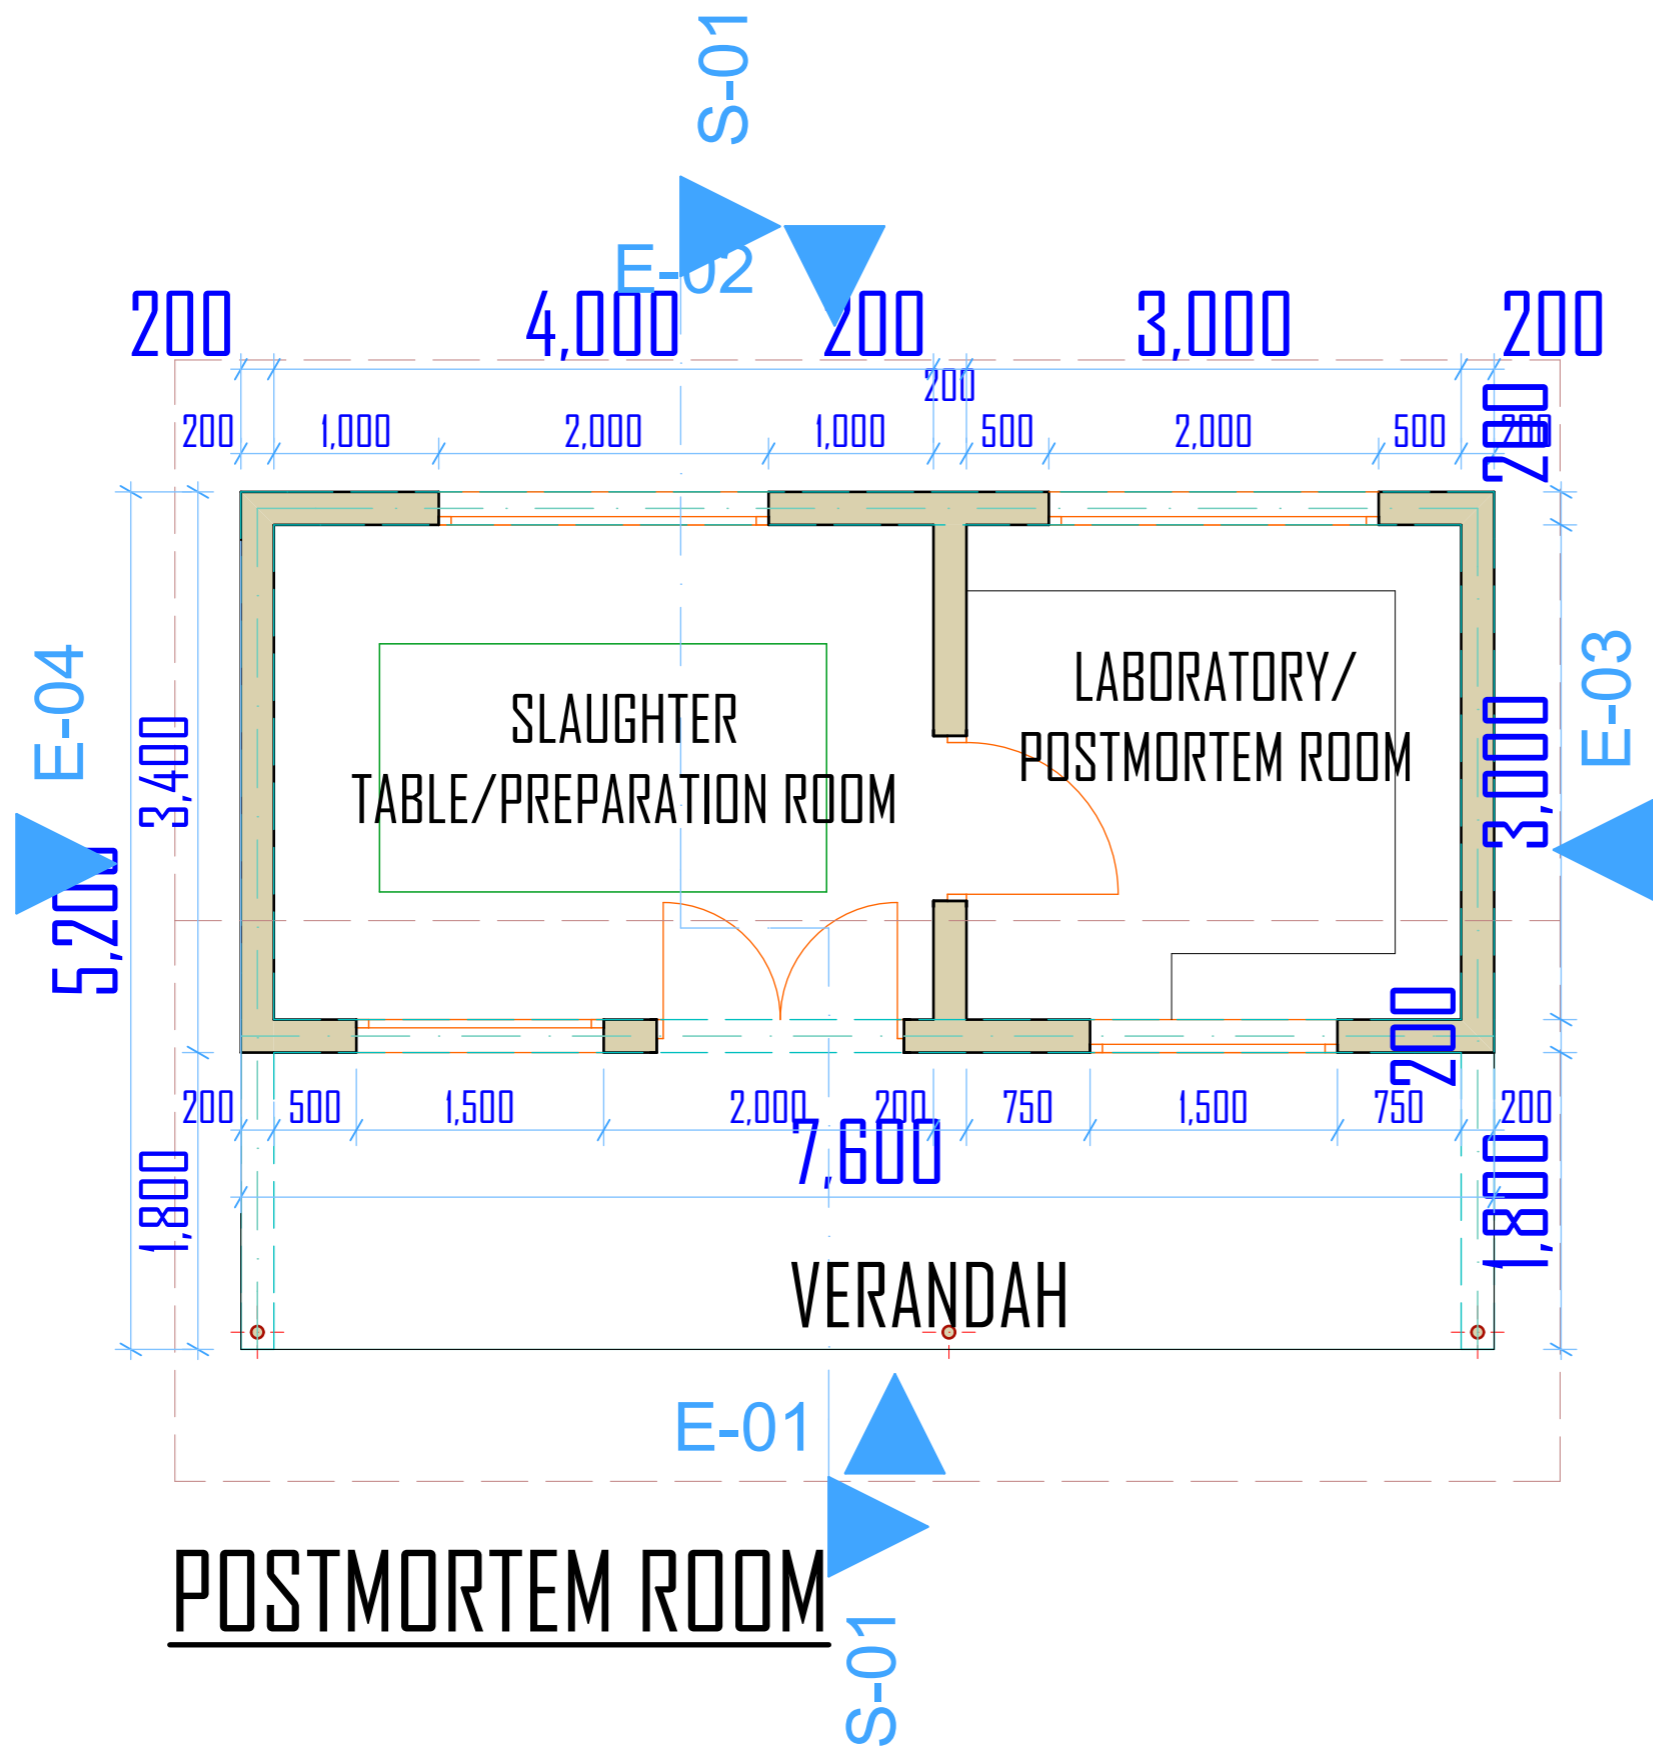 S-01
E-02
200 4,000 200 3,000 200
200
200 1,000 2,000 1,000 500 2,000 500 200
200
SLAUGHTER
TABLE/PREPARATION ROOM
LABORATORY/
POSTMORTEM ROOM
E-04
3,400
5,200
E-03
3,000
200
200 500 1,500 2,000 200 750 1,500 750 200
7,600
1,800
1,800
VERANDAH
E-01
POSTMORTEM ROOM
S-01